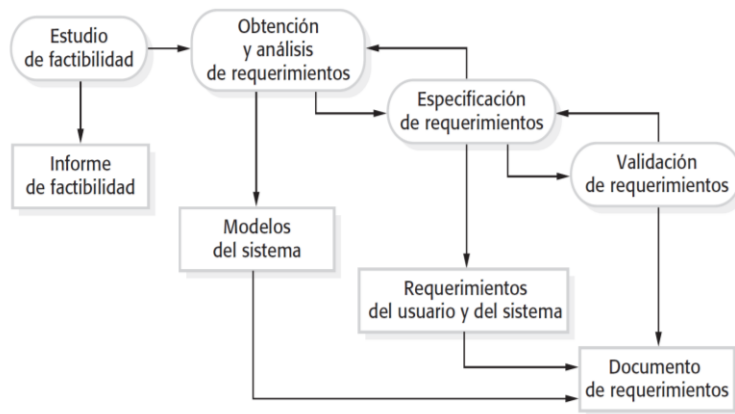 Estudio
de factibilidad
Obtención
y análisis
de requerimientos
Especificación
de requerimientos
Validación
de requerimientos
Informe
de factibilidad
Modelos
del sistema
Requerimientos
del usuario y del sistema
Documento
de requerimientos